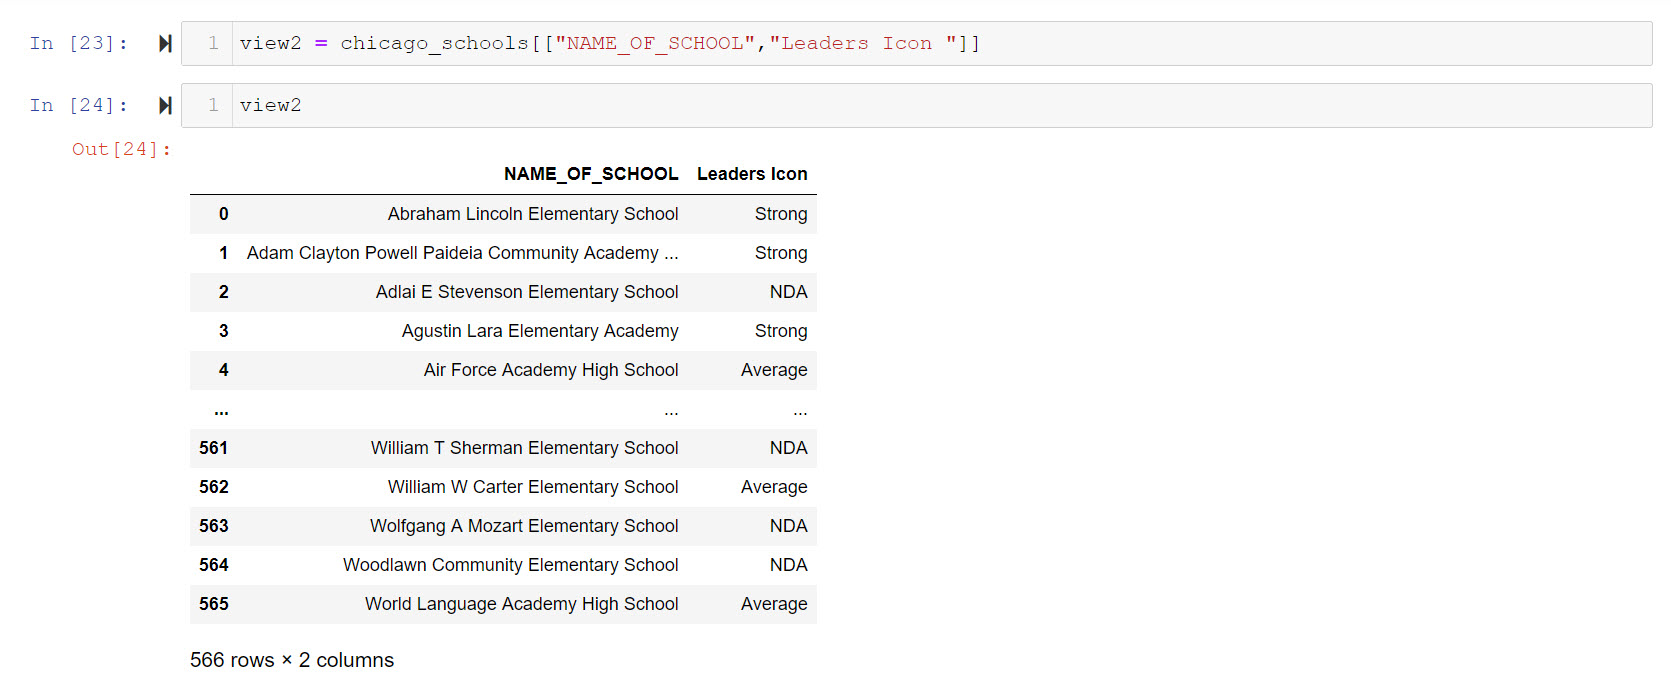 In [23]: 1 view2 = chicago_schools[["NAME_OF_SCHOOL","Leaders Icon "]]
In [24]: 1 view2
Out[24]:
NAME_OF_SCHOOL Leaders Icon
0 Abraham Lincoln Elementary School Strong
1 Adam Clayton Powell Paideia Community Academy ... Strong
2 Adlai E Stevenson Elementary School NDA
3 Agustin Lara Elementary Academy Strong
4 Air Force Academy High School Average
... ... ...
561 William T Sherman Elementary School NDA
562 William W Carter Elementary School Average
563 Wolfgang A Mozart Elementary School NDA
564 Woodlawn Community Elementary School NDA
565 World Language Academy High School Average
566 rows × 2 columns